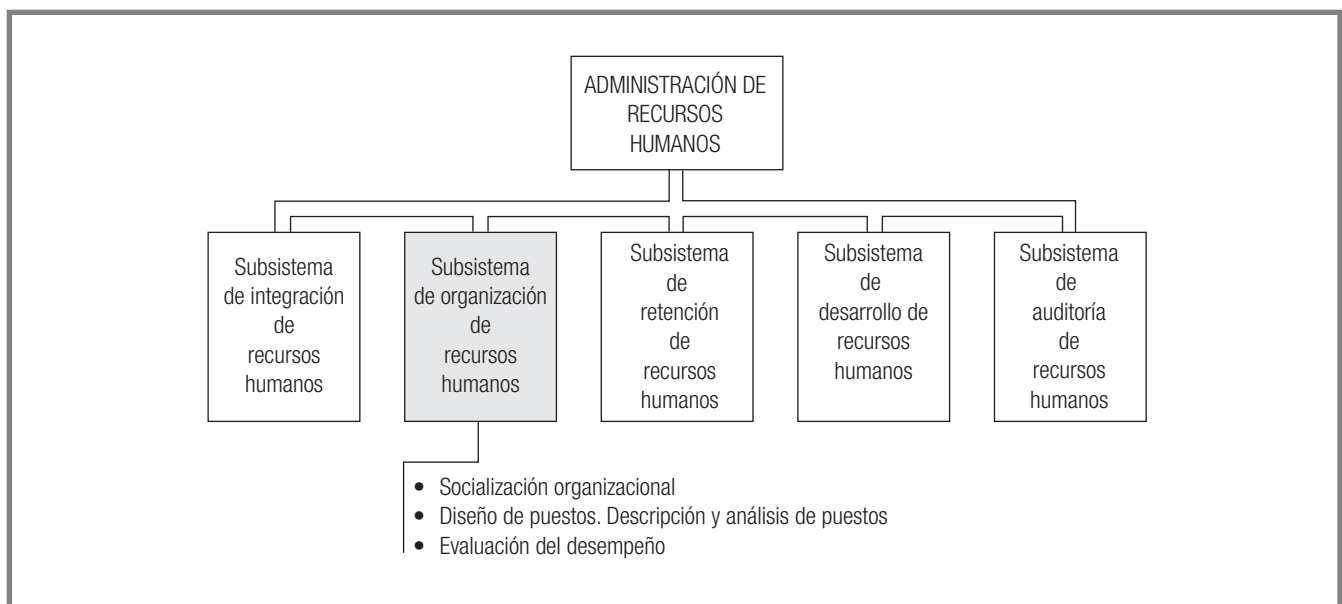 ADMINISTRACIÓN DE
RECURSOS
HUMANOS
Subsistema
de integración
de
recursos
humanos
Subsistema
de organización
de
recursos
humanos
Subsistema
de
retención
de
recursos
humanos
Subsistema
de
desarrollo de
recursos
humanos
Subsistema
de
auditoría
de
recursos
humanos
• Socialización organizacional
• Diseño de puestos. Descripción y análisis de puestos
• Evaluación del desempeño